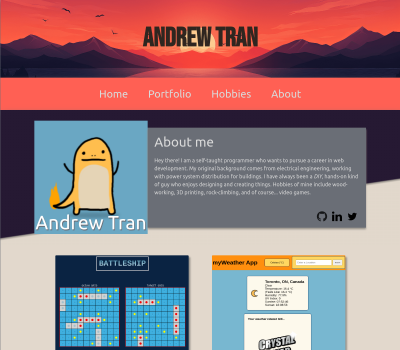 ANDREW TRAN
Home Portfolio Hobbies About
About me
Hey there! I am a self-taught programmer who wants to pursue a career in web
development. My original background comes from electrical engineering, working
with power system distribution for buildings. I have always been a DIY, hands-on kind
of guy who enjoys designing and creating things. Hobbies of mine include wood-
working, 3D printing, rock-climbing, and of course... video games.
Andrew Tran
BATTLESHIP
myWeather App
Toronto, ON, Canada
CRYSTAL